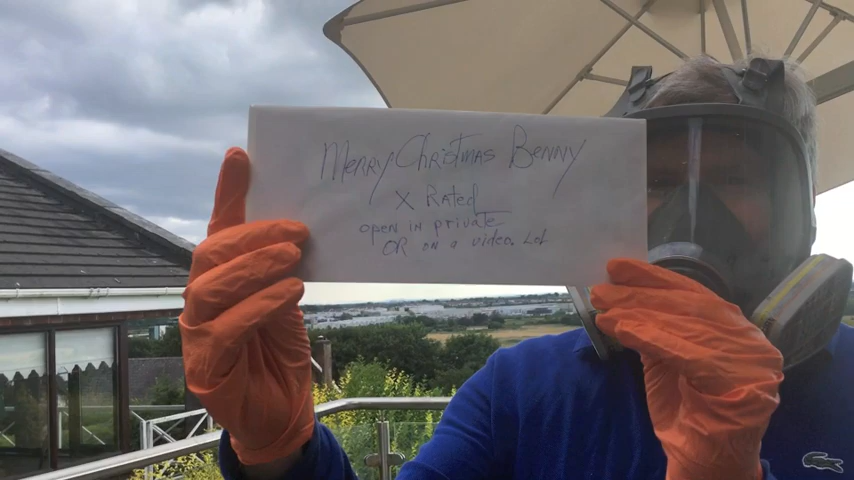 Merry Christmas Benny
X Rated
open in private
OR on a video. Lol